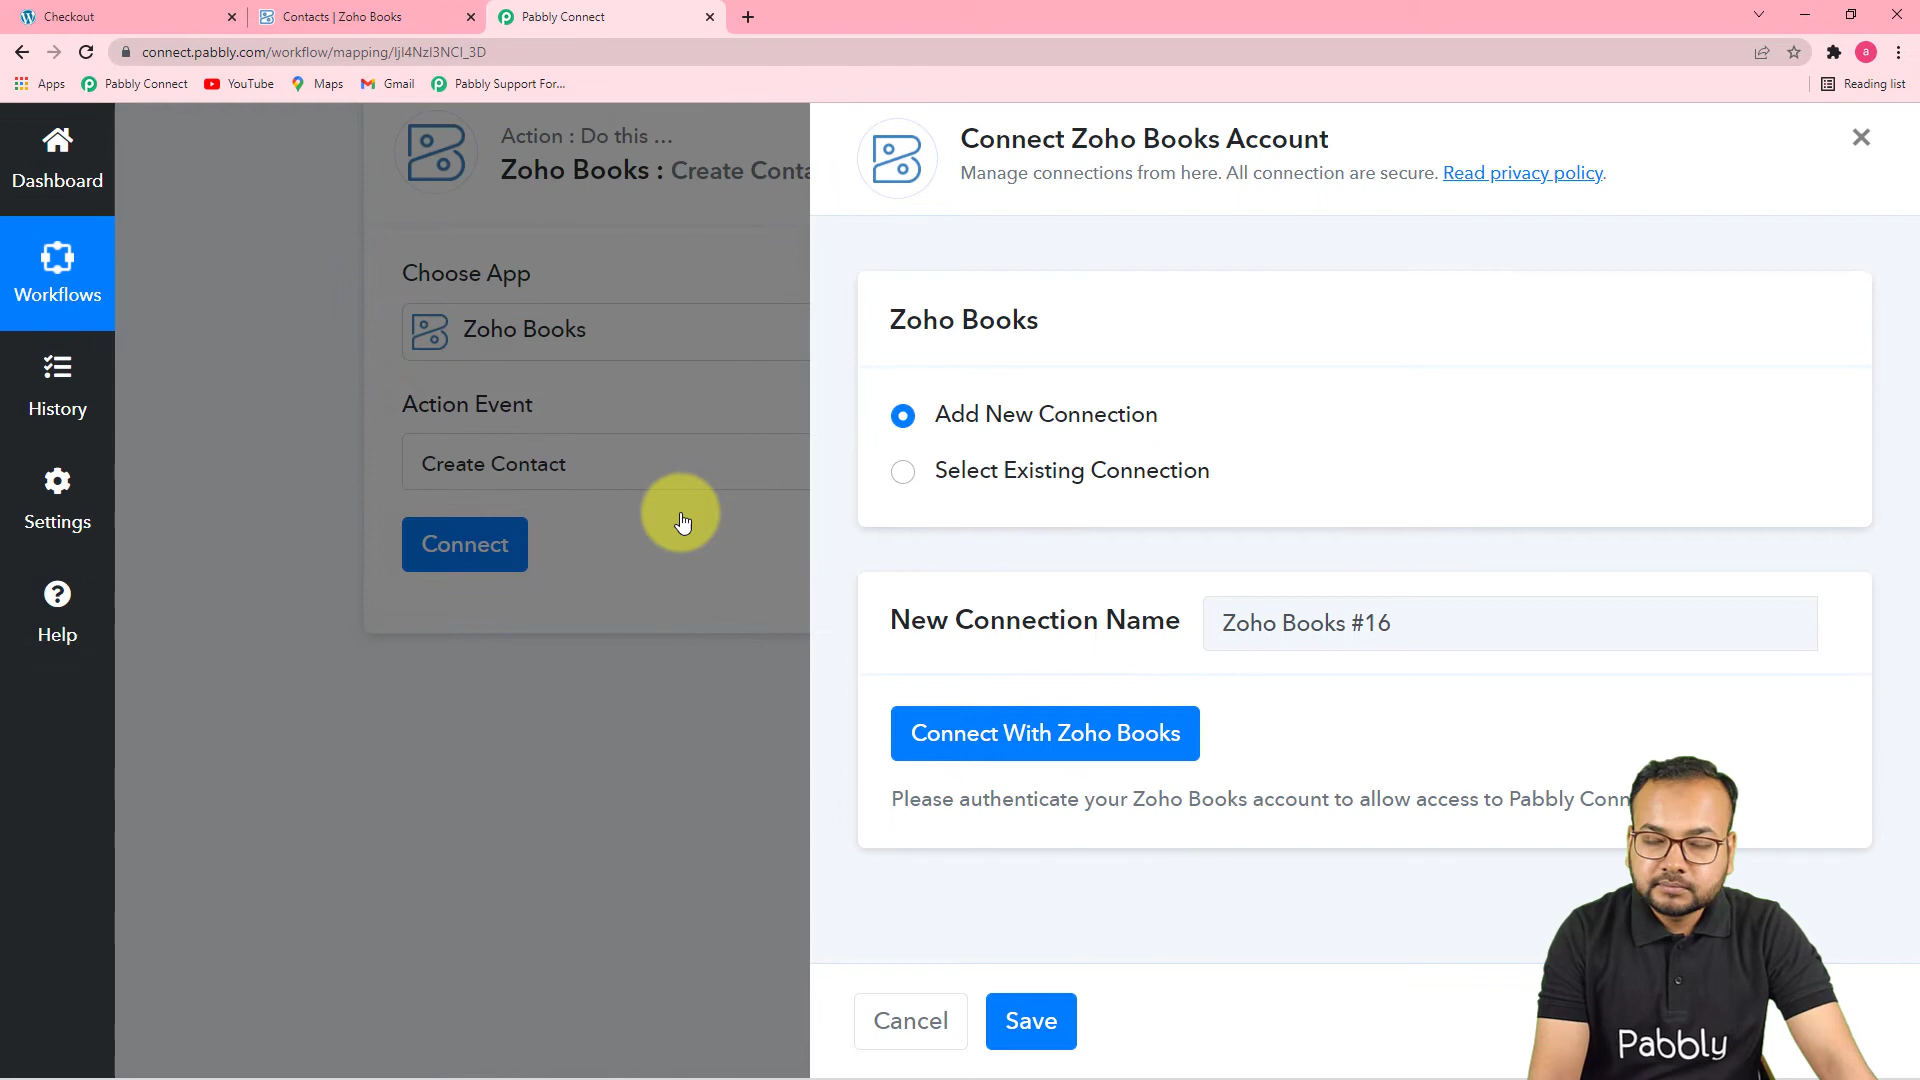 Checkout
Contacts | Zoho Books
Pabbly Connect
connect.pabbly.com/workflow/mapping/IjI4NzI3NCI_3D
a
Apps
Pabbly Connect
YouTube
Maps
Gmail
Pabbly Support For...
Reading list
Dashboard
Workflows
History
Settings
Help
Action : Do this ...
Zoho Books : Create Conta
Choose App
Zoho Books
Action Event
Create Contact
Connect
Connect Zoho Books Account
Manage connections from here. All connection are secure. Read privacy policy.
Zoho Books
Add New Connection
Select Existing Connection
New Connection Name
Zoho Books #16
Connect With Zoho Books
Please authenticate your Zoho Books account to allow access to Pabbly Conn
Cancel
Save
Pabbly